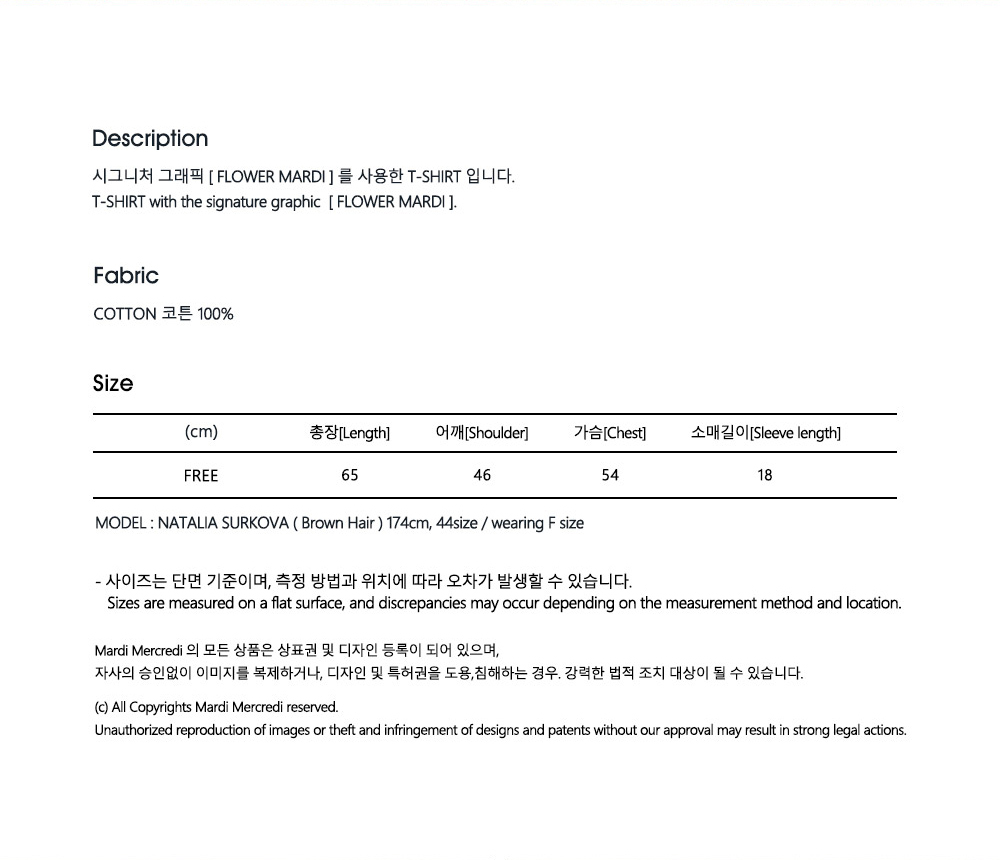 Description
시그니처 그래픽 [ FLOWER MARDI ] 를 사용한 T-SHIRT 입니다.
T-SHIRT with the signature graphic [ FLOWER MARDI ].
Fabric
COTTON 코튼 100%
Size
(cm) 총장[Length] 어깨[Shoulder] 가슴[Chest] 소매길이[Sleeve length]
FREE 65 46 54 18
MODEL : NATALIA SURKOVA ( Brown Hair ) 174cm, 44size / wearing F size
- 사이즈는 단면 기준이며, 측정 방법과 위치에 따라 오차가 발생할 수 있습니다.
Sizes are measured on a flat surface, and discrepancies may occur depending on the measurement method and location.
Mardi Mercredi 의 모든 상품은 상표권 및 디자인 등록이 되어 있으며,
자사의 승인없이 이미지를 복제하거나, 디자인 및 특허권을 도용,침해하는 경우. 강력한 법적 조치 대상이 될 수 있습니다.
(c) All Copyrights Mardi Mercredi reserved.
Unauthorized reproduction of images or theft and infringement of designs and patents without our approval may result in strong legal actions.